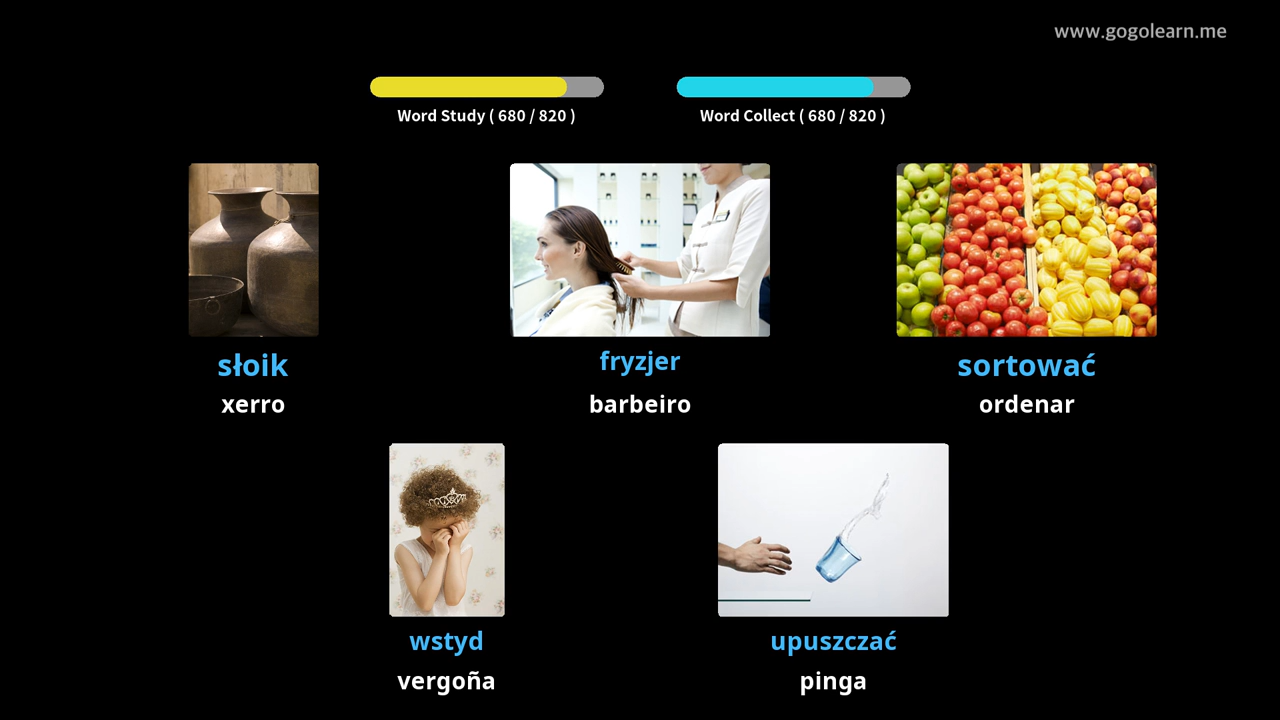 www.gogolearn.me
Word Study ( 680 / 820 )
Word Collect ( 680 / 820 )
słoik
xerro
fryzjer
barbeiro
sortować
ordenar
wstyd
vergoña
upuszczać
pinga